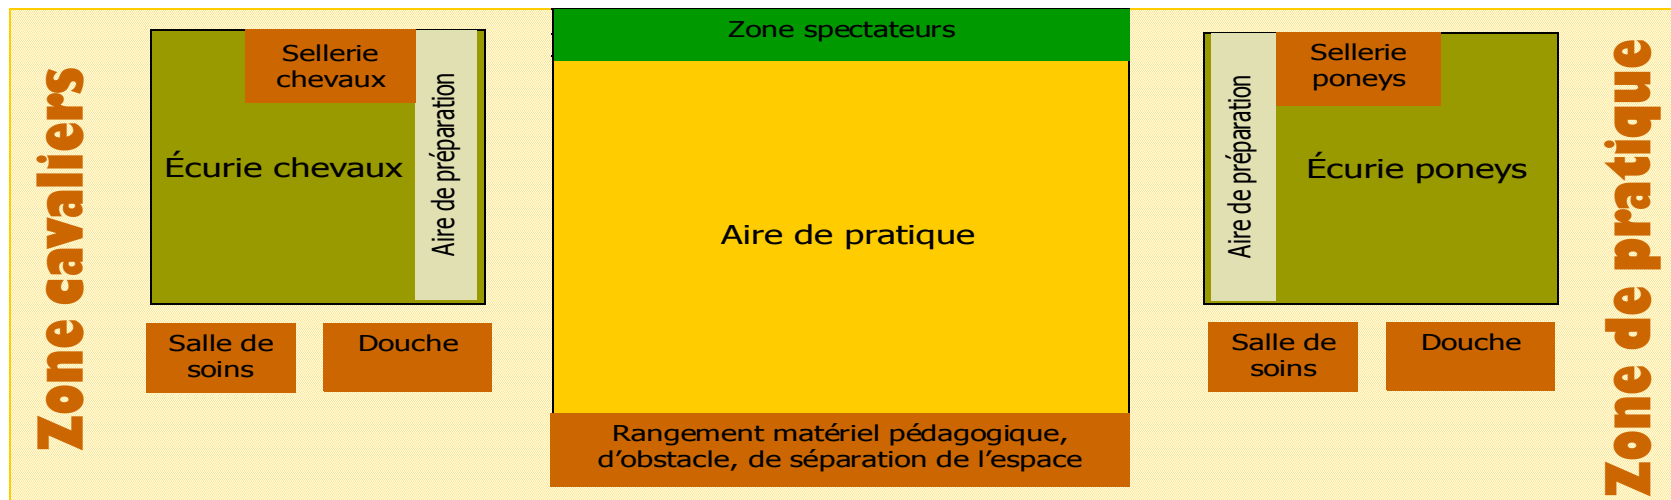 Zone cavaliers
Sellerie
chevaux
Écurie chevaux
Aire de préparation
Salle de
soins
Douche
Zone spectateurs
Aire de pratique
Rangement matériel pédagogique,
d’obstacle, de séparation de l’espace
Aire de préparation
Sellerie
poneys
Écurie poneys
Salle de
soins
Douche
Zone de pratique